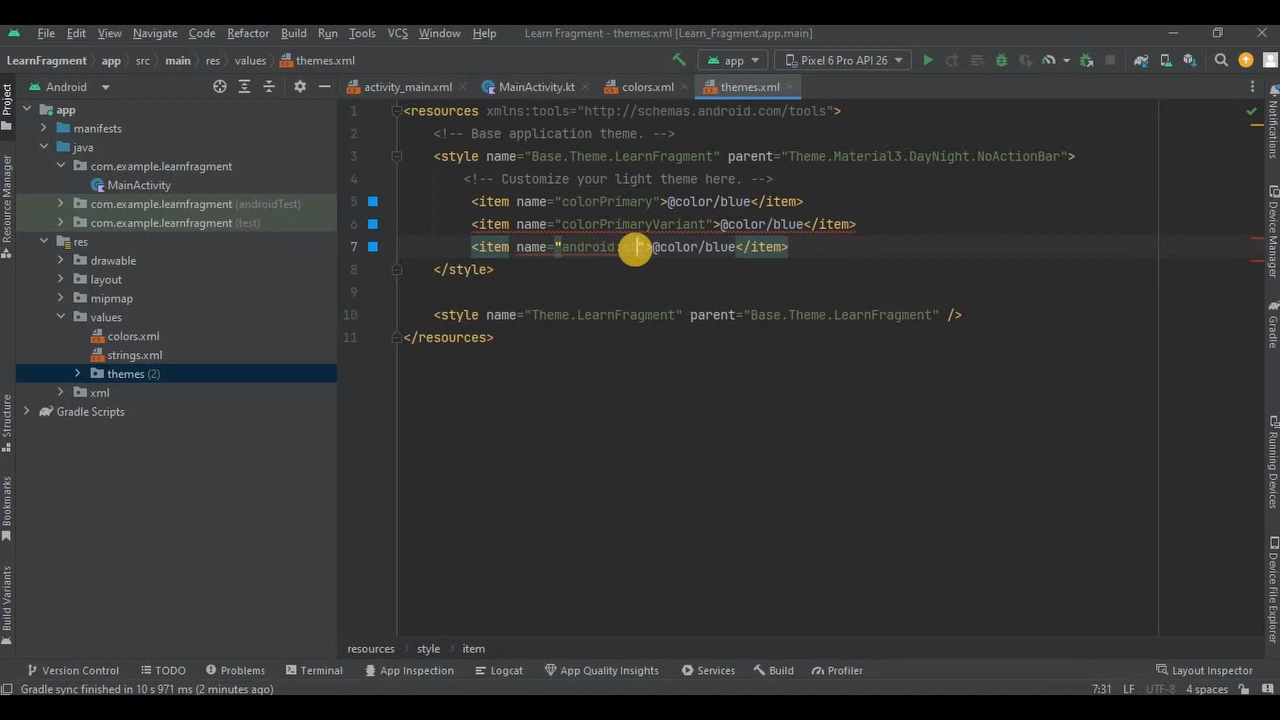 File Edit View Navigate Code Refactor Build Run Tools VCS Window Help Learn Fragment - themes.xml [Learn_Fragment.app.main]
LearnFragment app src main res values themes.xml app Pixel 6 Pro API 26
Android activity_main.xml MainActivity.kt colors.xml themes.xml
Project
Resource Manager
Structure
Bookmarks
Build Variants
app
manifests
java
com.example.learnfragment
MainActivity
com.example.learnfragment (androidTest)
com.example.learnfragment (test)
res
drawable
layout
mipmap
values
colors.xml
strings.xml
themes (2)
xml
Gradle Scripts
1 <resources xmlns:tools="http://schemas.android.com/tools">
2 <!-- Base application theme. -->
3 <style name="Base.Theme.LearnFragment" parent="Theme.Material3.DayNight.NoActionBar">
4 <!-- Customize your light theme here. -->
5 <item name="colorPrimary">@color/blue</item>
6 <item name="colorPrimaryVariant">@color/blue</item>
7 <item name="android ">@color/blue</item>
8 </style>
9
10 <style name="Theme.LearnFragment" parent="Base.Theme.LearnFragment" />
11 </resources>
Notifications
Device Manager
Gradle
Running Devices
Device File Explorer
resources style item
Version Control TODO Problems Terminal App Inspection Logcat App Quality Insights Services Build Profiler Layout Inspector
Gradle sync finished in 10 s 971 ms (2 minutes ago) 7:31 LF UTF-8 4 spaces